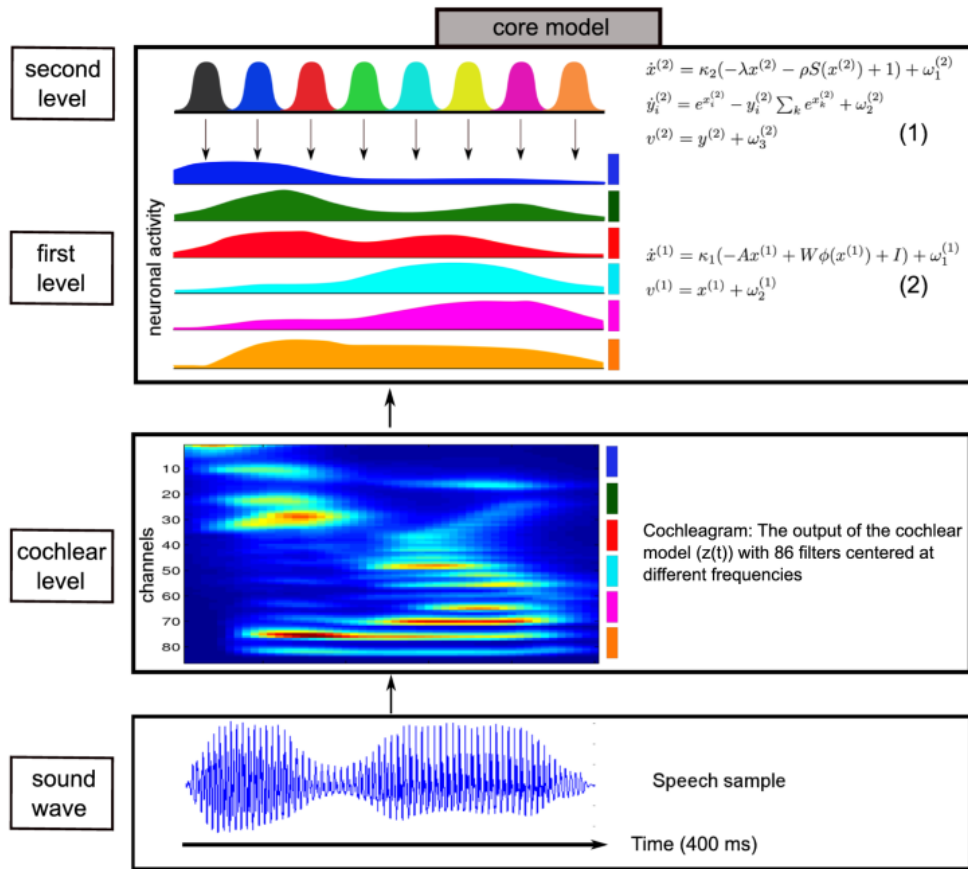 core model
second
level
ẋ⁽²⁾ = κ₂(−λx⁽²⁾ − ρS(x⁽²⁾) + 1) + ω₁⁽²⁾
ẏᵢ⁽²⁾ = e^{xᵢ⁽²⁾} − yᵢ⁽²⁾ ∑ₖ e^{xₖ⁽²⁾} + ω₂⁽²⁾
v⁽²⁾ = y⁽²⁾ + ω₃⁽²⁾ (1)
first
level
neuronal activity
ẋ⁽¹⁾ = κ₁(−Ax⁽¹⁾ + Wϕ(x⁽¹⁾) + I) + ω₁⁽¹⁾
v⁽¹⁾ = x⁽¹⁾ + ω₂⁽¹⁾ (2)
cochlear
level
channels
10
20
30
40
50
60
70
80
Cochleagram: The output of the cochlear
model (z(t)) with 86 filters centered at
different frequencies
sound
wave
Speech sample
Time (400 ms)